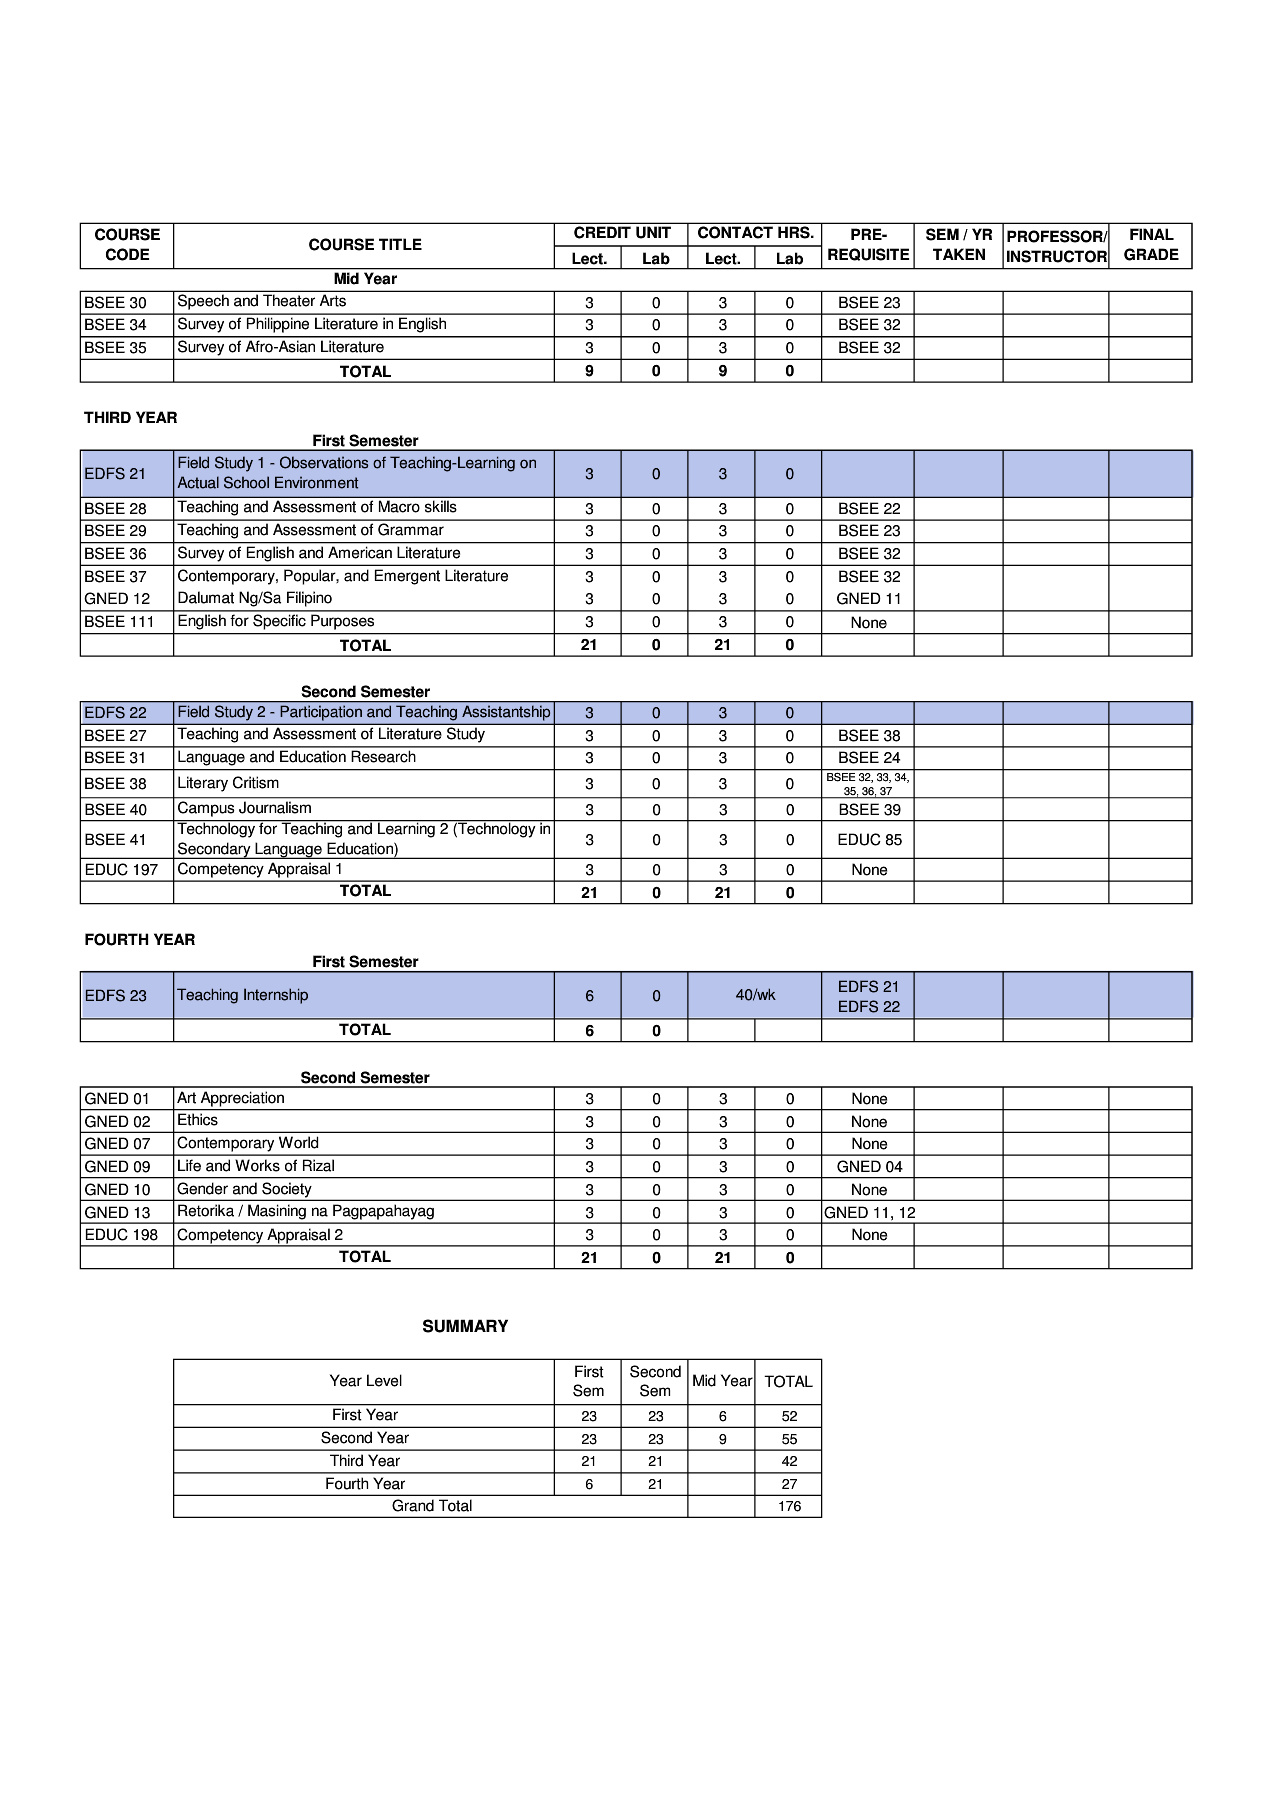 COURSE CODE COURSE TITLE CREDIT UNIT CONTACT HRS. PRE-REQUISITE SEM / YR TAKEN PROFESSOR/ INSTRUCTOR FINAL GRADE
Lect. Lab Lect. Lab
Mid Year
BSEE 30 Speech and Theater Arts 3 0 3 0 BSEE 23
BSEE 34 Survey of Philippine Literature in English 3 0 3 0 BSEE 32
BSEE 35 Survey of Afro-Asian Literature 3 0 3 0 BSEE 32
TOTAL 9 0 9 0
THIRD YEAR
First Semester
EDFS 21 Field Study 1 - Observations of Teaching-Learning on Actual School Environment 3 0 3 0
BSEE 28 Teaching and Assessment of Macro skills 3 0 3 0 BSEE 22
BSEE 29 Teaching and Assessment of Grammar 3 0 3 0 BSEE 23
BSEE 36 Survey of English and American Literature 3 0 3 0 BSEE 32
BSEE 37 Contemporary, Popular, and Emergent Literature 3 0 3 0 BSEE 32
GNED 12 Dalumat Ng/Sa Filipino 3 0 3 0 GNED 11
BSEE 111 English for Specific Purposes 3 0 3 0 None
TOTAL 21 0 21 0
Second Semester
EDFS 22 Field Study 2 - Participation and Teaching Assistantship 3 0 3 0
BSEE 27 Teaching and Assessment of Literature Study 3 0 3 0 BSEE 38
BSEE 31 Language and Education Research 3 0 3 0 BSEE 24
BSEE 38 Literary Critism 3 0 3 0 BSEE 32, 33, 34, 35, 36, 37
BSEE 40 Campus Journalism 3 0 3 0 BSEE 39
BSEE 41 Technology for Teaching and Learning 2 (Technology in Secondary Language Education) 3 0 3 0 EDUC 85
EDUC 197 Competency Appraisal 1 3 0 3 0 None
TOTAL 21 0 21 0
FOURTH YEAR
First Semester
EDFS 23 Teaching Internship 6 0 40/wk EDFS 21 EDFS 22
TOTAL 6 0
Second Semester
GNED 01 Art Appreciation 3 0 3 0 None
GNED 02 Ethics 3 0 3 0 None
GNED 07 Contemporary World 3 0 3 0 None
GNED 09 Life and Works of Rizal 3 0 3 0 GNED 04
GNED 10 Gender and Society 3 0 3 0 None
GNED 13 Retorika / Masining na Pagpapahayag 3 0 3 0 GNED 11, 12
EDUC 198 Competency Appraisal 2 3 0 3 0 None
TOTAL 21 0 21 0
SUMMARY
Year Level First Sem Second Sem Mid Year TOTAL
First Year 23 23 6 52
Second Year 23 23 9 55
Third Year 21 21 42
Fourth Year 6 21 27
Grand Total 176